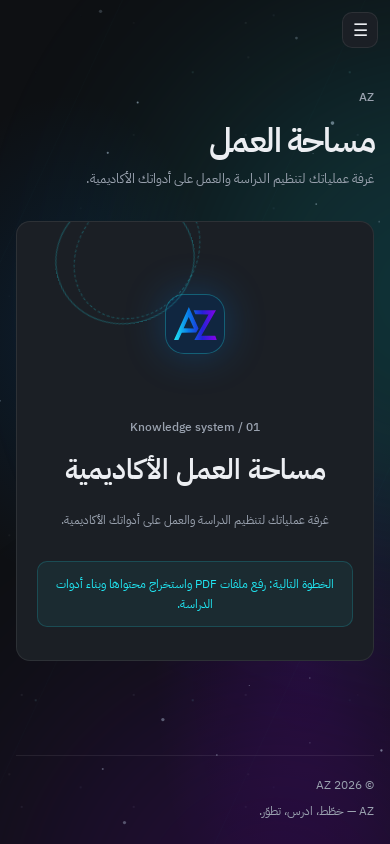 AZ
مساحة العمل
غرفة عملياتك لتنظيم الدراسة والعمل على أدواتك الأكاديمية.
AZ
Knowledge system / 01
مساحة العمل الأكاديمية
غرفة عملياتك لتنظيم الدراسة والعمل على أدواتك الأكاديمية.
الخطوة التالية: رفع ملفات PDF واستخراج محتواها وبناء أدوات
الدراسة.
© 2026 AZ
AZ — خطّط، ادرس، تطوّر.